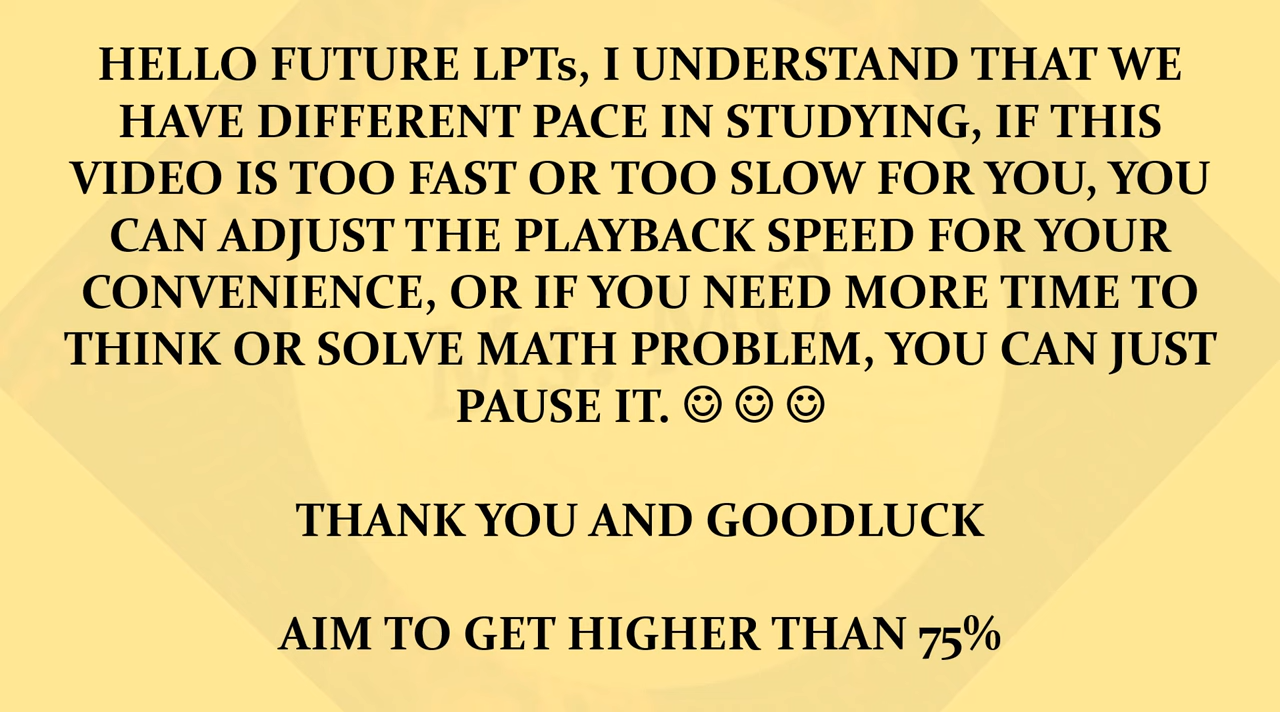 HELLO FUTURE LPTs, I UNDERSTAND THAT WE
HAVE DIFFERENT PACE IN STUDYING, IF THIS
VIDEO IS TOO FAST OR TOO SLOW FOR YOU, YOU
CAN ADJUST THE PLAYBACK SPEED FOR YOUR
CONVENIENCE, OR IF YOU NEED MORE TIME TO
THINK OR SOLVE MATH PROBLEM, YOU CAN JUST
PAUSE IT. ☺ ☺ ☺
THANK YOU AND GOODLUCK
AIM TO GET HIGHER THAN 75%